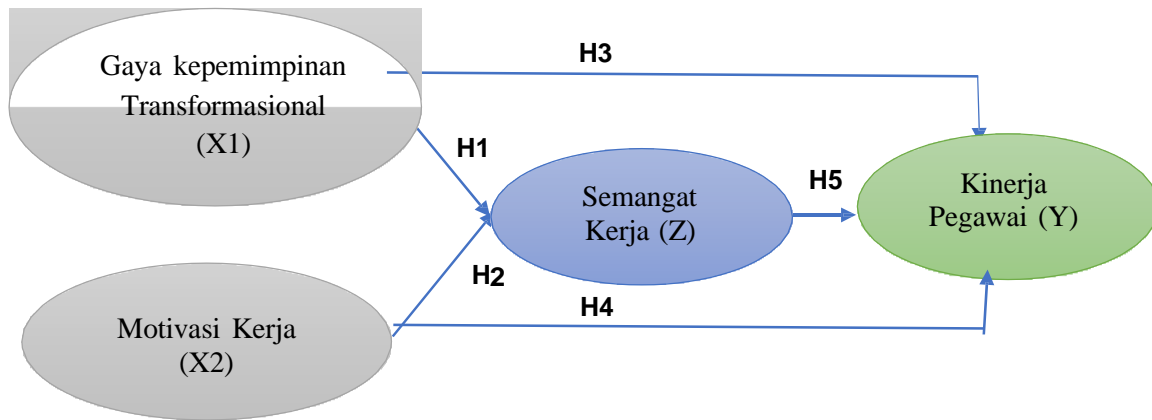 H3
Gaya kepemimpinan
Transformasional
(X1)
H1
Semangat
Kerja (Z)
H5
Kinerja
Pegawai (Y)
H2
H4
Motivasi Kerja
(X2)